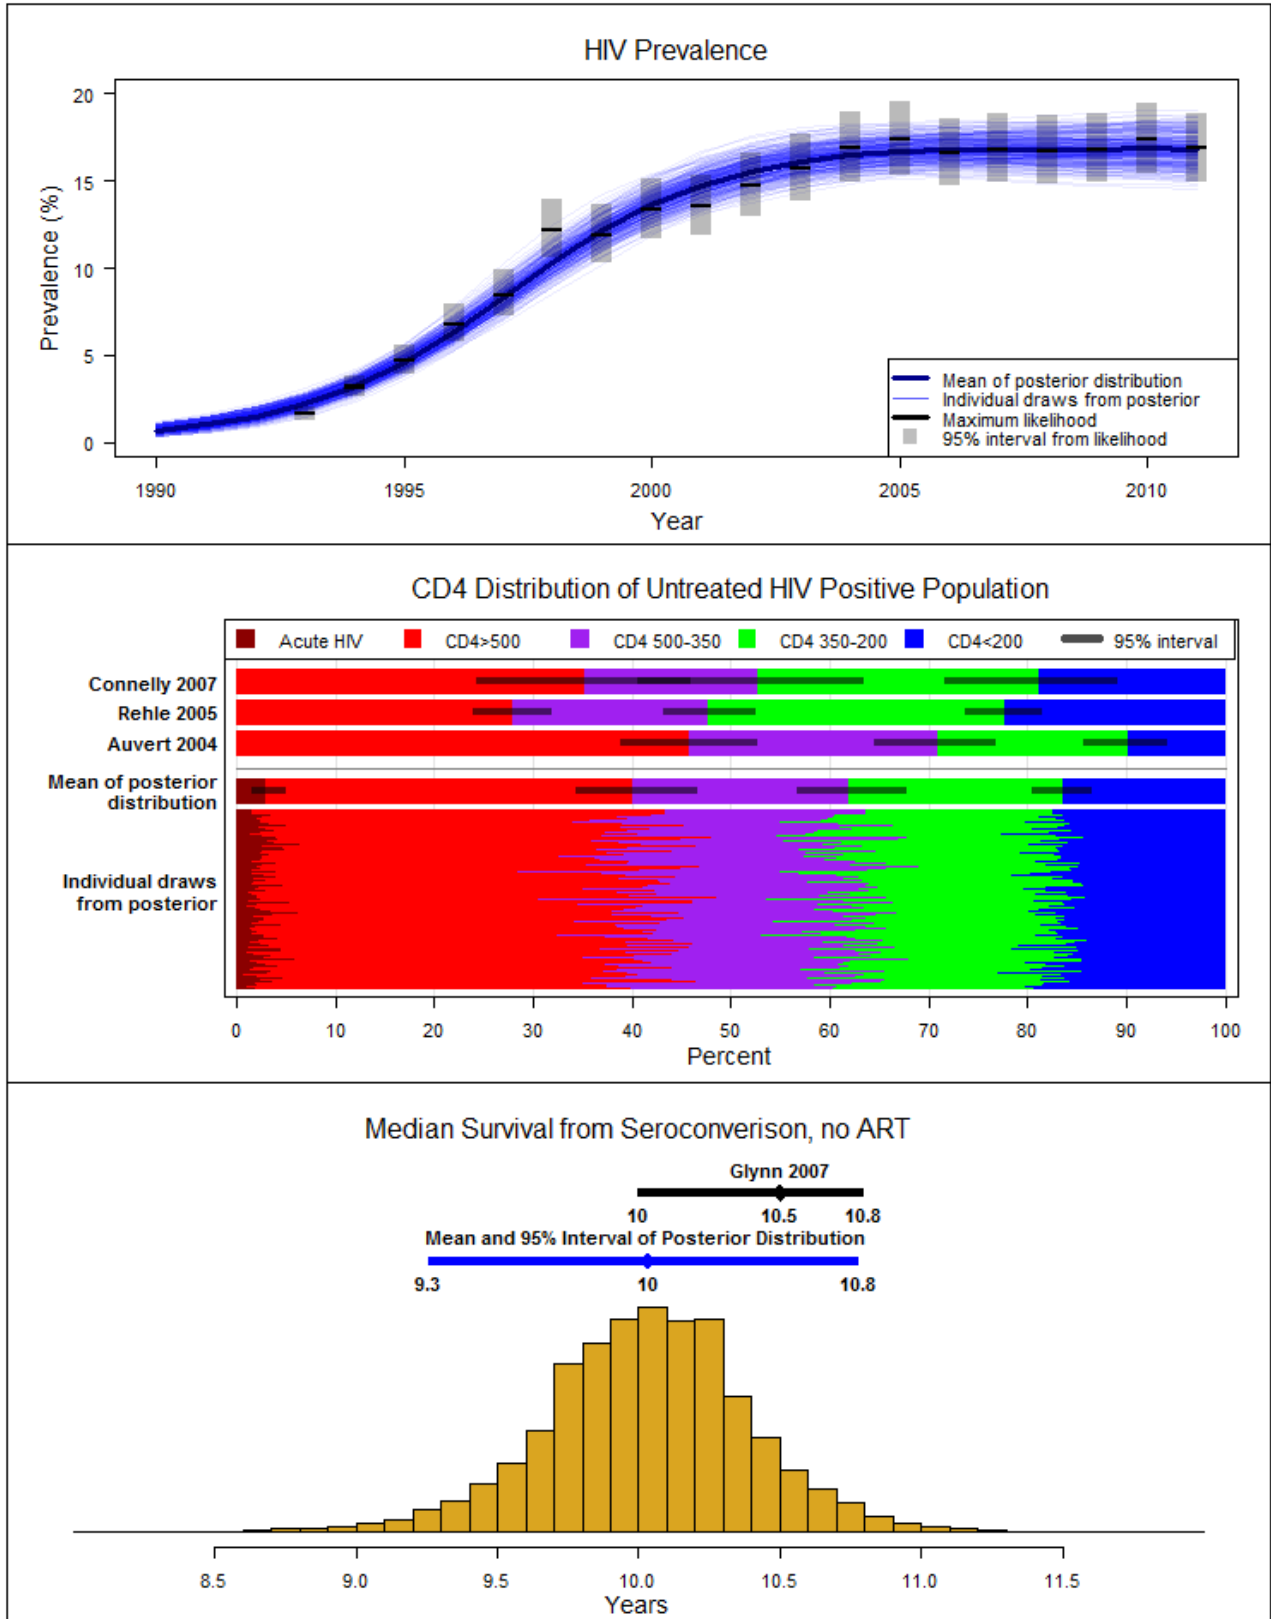 HIV Prevalence
20
15
10
5
0
Prevalence (%)
Mean of posterior distribution
Individual draws from posterior
Maximum likelihood
95% interval from likelihood
1990 1995 2000 2005 2010
Year
CD4 Distribution of Untreated HIV Positive Population
Acute HIV CD4>500 CD4 500-350 CD4 350-200 CD4<200 95% interval
Connelly 2007
Rehle 2005
Auvert 2004
Mean of posterior
distribution
Individual draws
from posterior
0 10 20 30 40 50 60 70 80 90 100
Percent
Median Survival from Seroconverison, no ART
Glynn 2007
10 10.5 10.8
Mean and 95% Interval of Posterior Distribution
9.3 10 10.8
8.5 9.0 9.5 10.0 10.5 11.0 11.5
Years